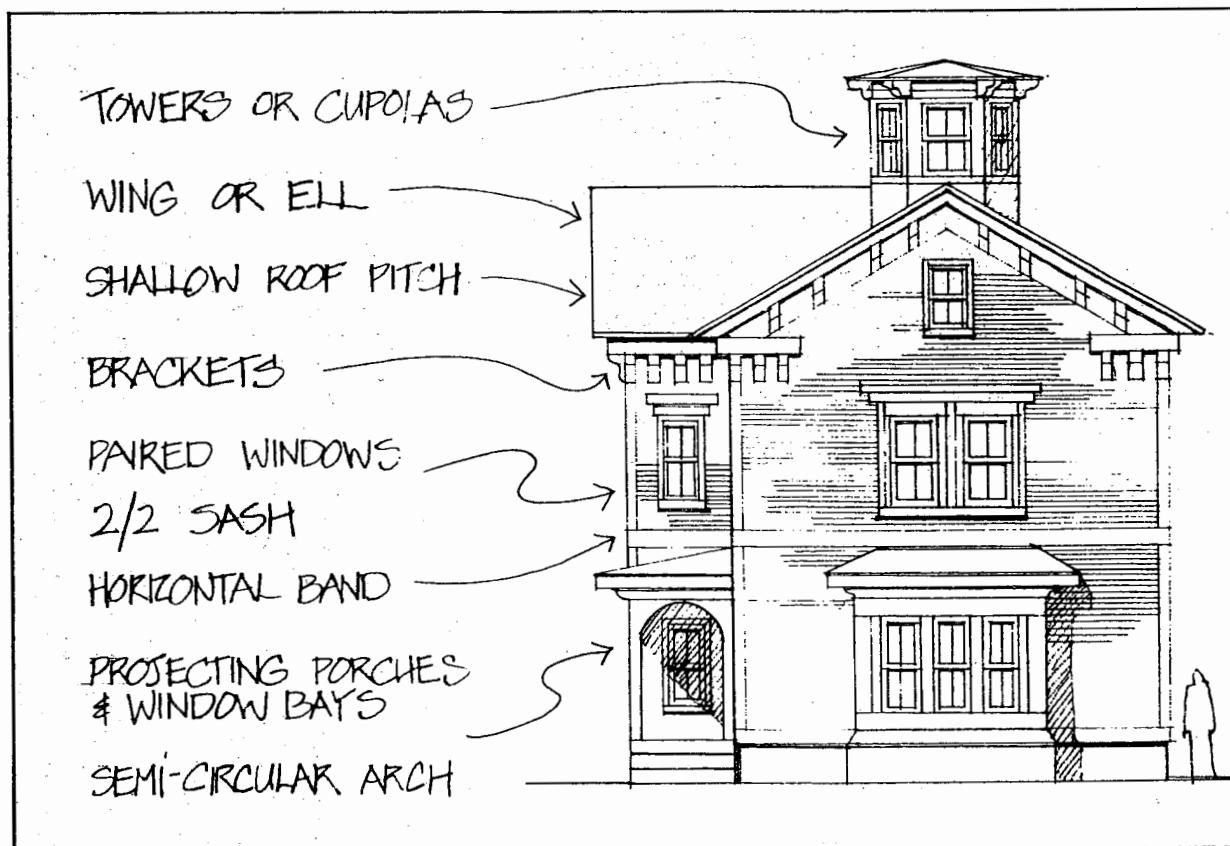 TOWERS OR CUPOLAS
WING OR ELL
SHALLOW ROOF PITCH
BRACKETS
PAIRED WINDOWS
2/2 SASH
HORIZONTAL BAND
PROJECTING PORCHES
& WINDOW BAYS
SEMI-CIRCULAR ARCH